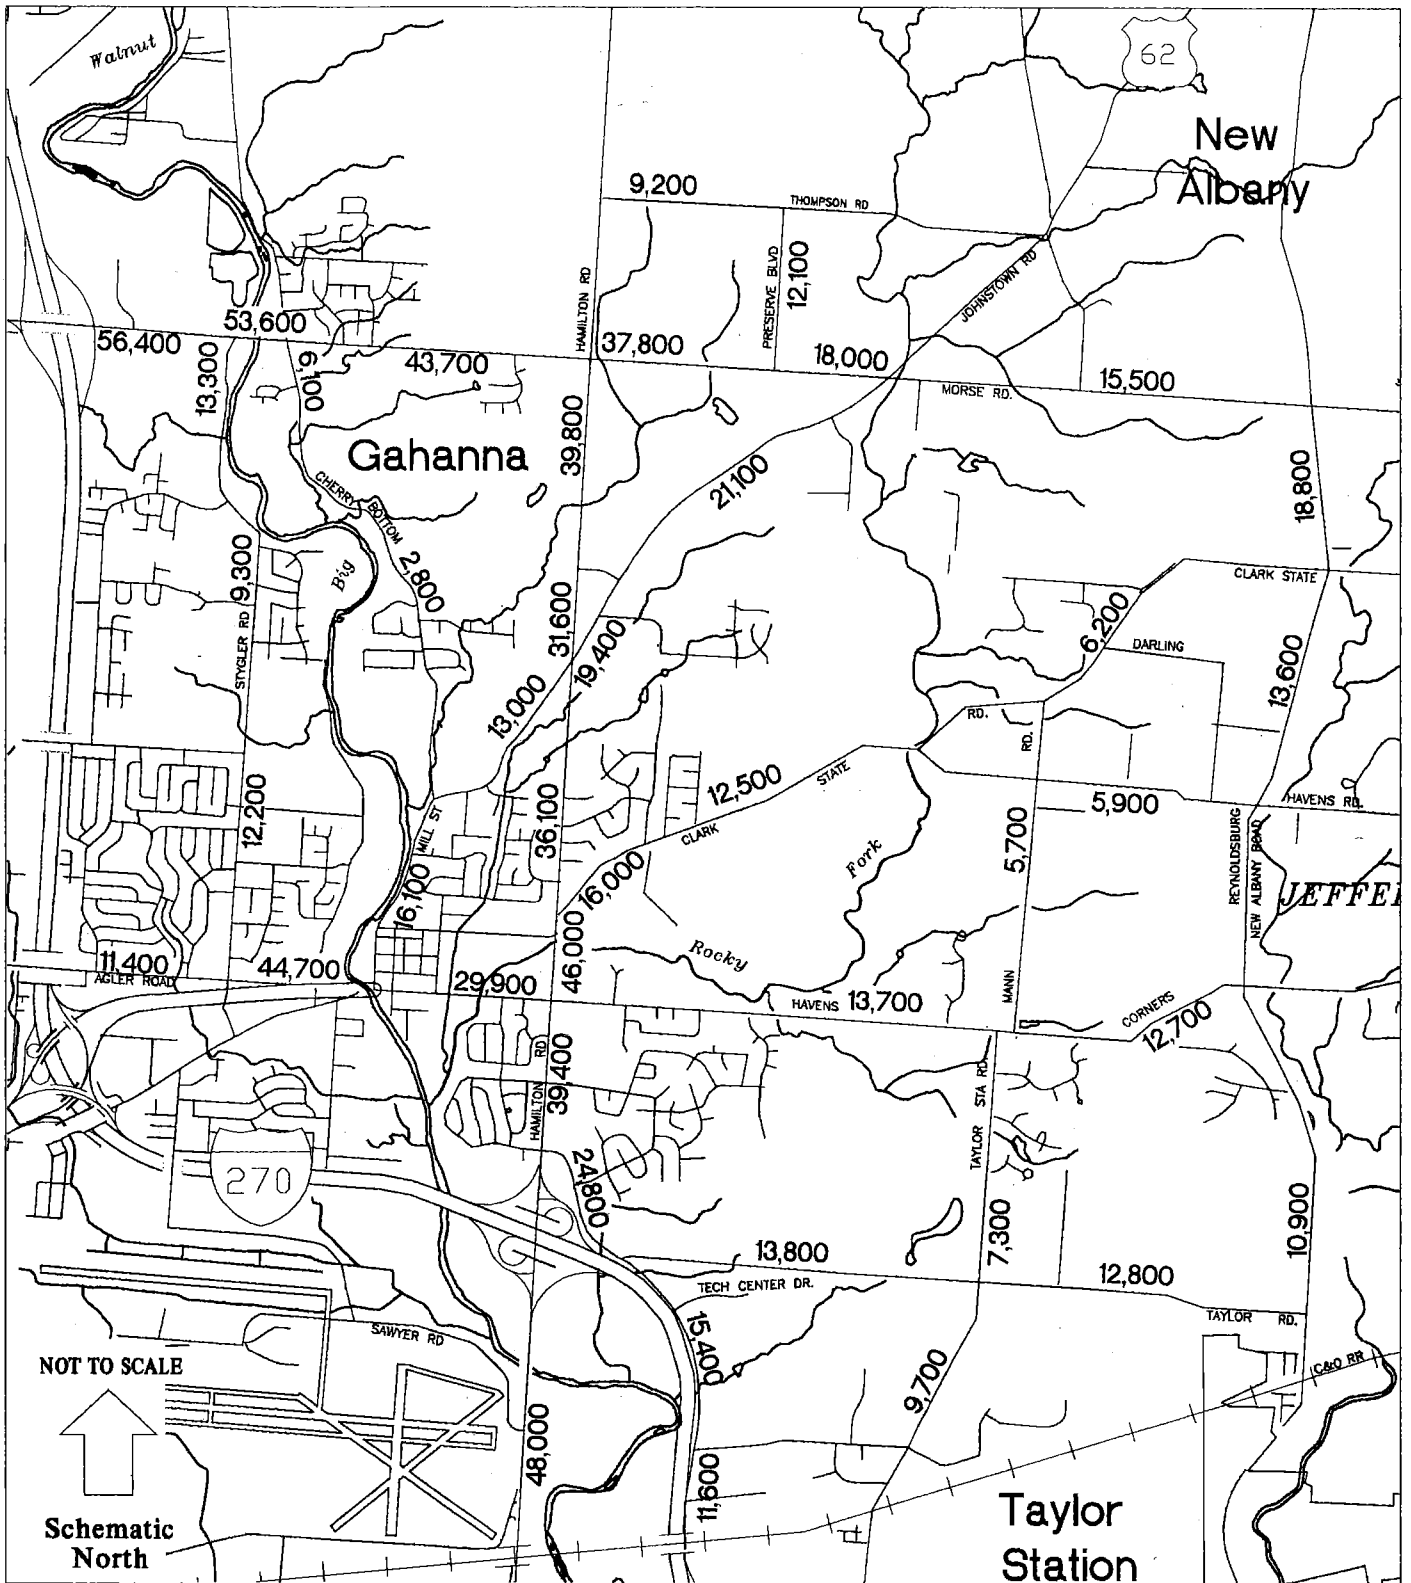 Walnut
62
New
Albany
9,200
THOMPSON RD
HAMILTON RD
PRESERVE BLVD
12,100
JOHNSTOWN RD
53,600
56,400
13,300
6,100
43,700
37,800
18,000
MORSE RD.
15,500
Gahanna
39,800
21,100
18,800
CHERRY BOTTOM
2,800
Big
STYGLER RD
9,300
31,600
19,400
13,000
CLARK STATE
6,200
DARLING
13,600
RD.
RD.
12,500
STATE
CLARK
12,200
MILL ST
36,100
5,900
HAVENS RD.
5,700
REYNOLDSBURG
NEW ALBANY ROAD
JEFFER
Fork
16,000
16,100
46,000
Rocky
11,400
AGLER ROAD
44,700
29,900
HAVENS
13,700
MANN
CORNERS
12,700
HAMILTON RD
39,400
TAYLOR STA RD.
270
24,800
7,300
10,900
13,800
TECH CENTER DR.
12,800
TAYLOR RD.
SAWYER RD
15,400
C&O RR
NOT TO SCALE
9,700
48,000
11,600
Schematic
North
Taylor
Station